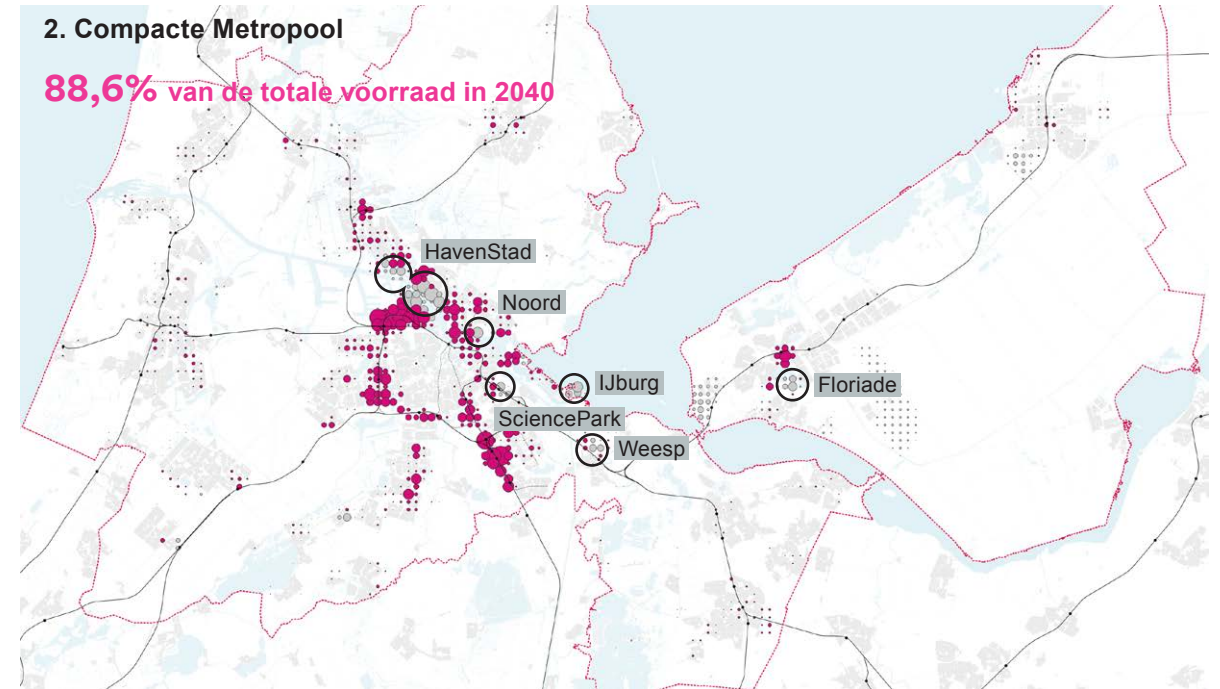 2. Compacte Metropool
88,6% van de totale voorraad in 2040
HavenStad
Noord
IJburg
Floriade
SciencePark
Weesp